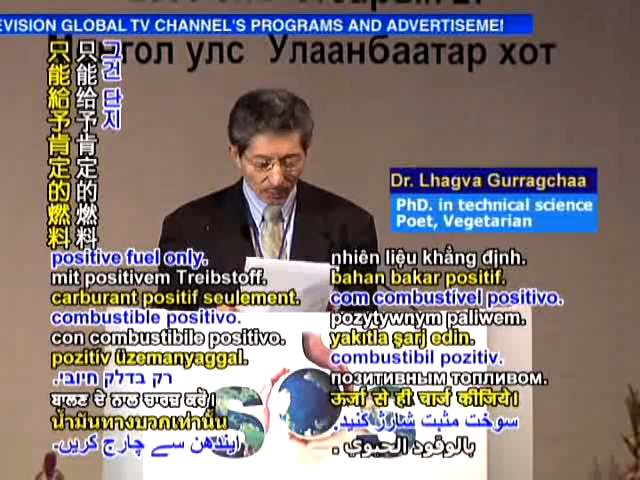 EVISION GLOBAL TV CHANNEL'S PROGRAMS AND ADVERTISEME
Монгол улс Улаанбаатар хот
只能給予肯定的燃料
只能给予肯定的燃料
그건 단지
Dr. Lhagva Gurragchaa
PhD. in technical science
Poet, Vegetarian
positive fuel only.
mit positivem Treibstoff.
carburant positif seulement.
combustible positivo.
con combustibile positivo.
pozitív üzemanyaggal.
רק בדלק חיובי.
ਬਾਲਣ ਦੇ ਨਾਲ ਚਾਰਜ਼ ਕਰੋ।
น้ำมันทางบวกเท่านั้น
ایندھن سے چارج کریں.
nhiên liệu khẳng định.
bahan bakar positif.
com combustível positivo.
pozytywnym paliwem.
yakıtla şarj edin.
combustibil pozitiv.
позитивным топливом.
ऊर्जा से ही चार्ज कीजिये।
سوخت مثبت شارژ کنید.
بالوقود الحيوي.